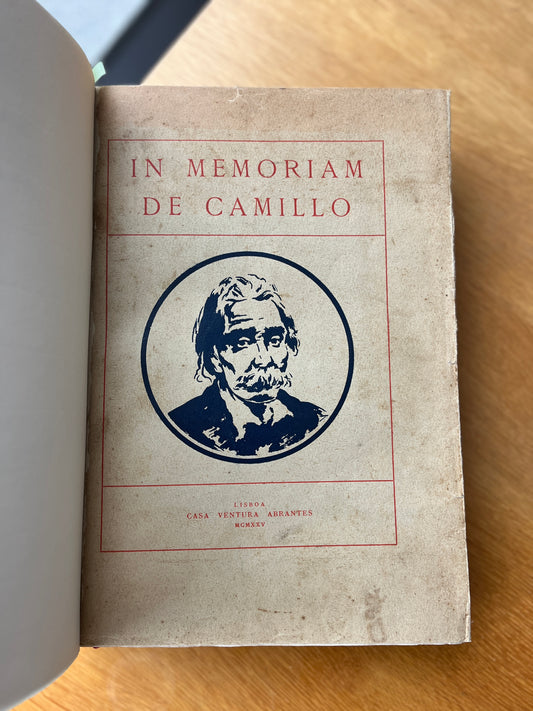 IN MEMORIAM
DE CAMILLO
LISBOA
CASA VENTURA ABRANTES
MCMXXV